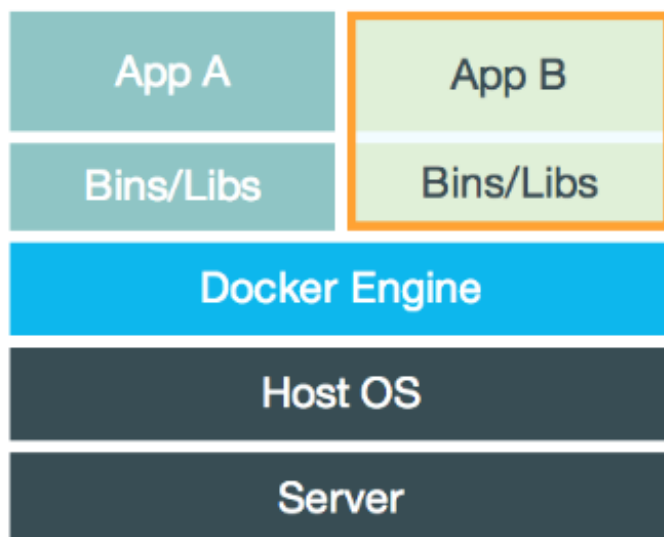 App A
App B
Bins/Libs
Bins/Libs
Docker Engine
Host OS
Server